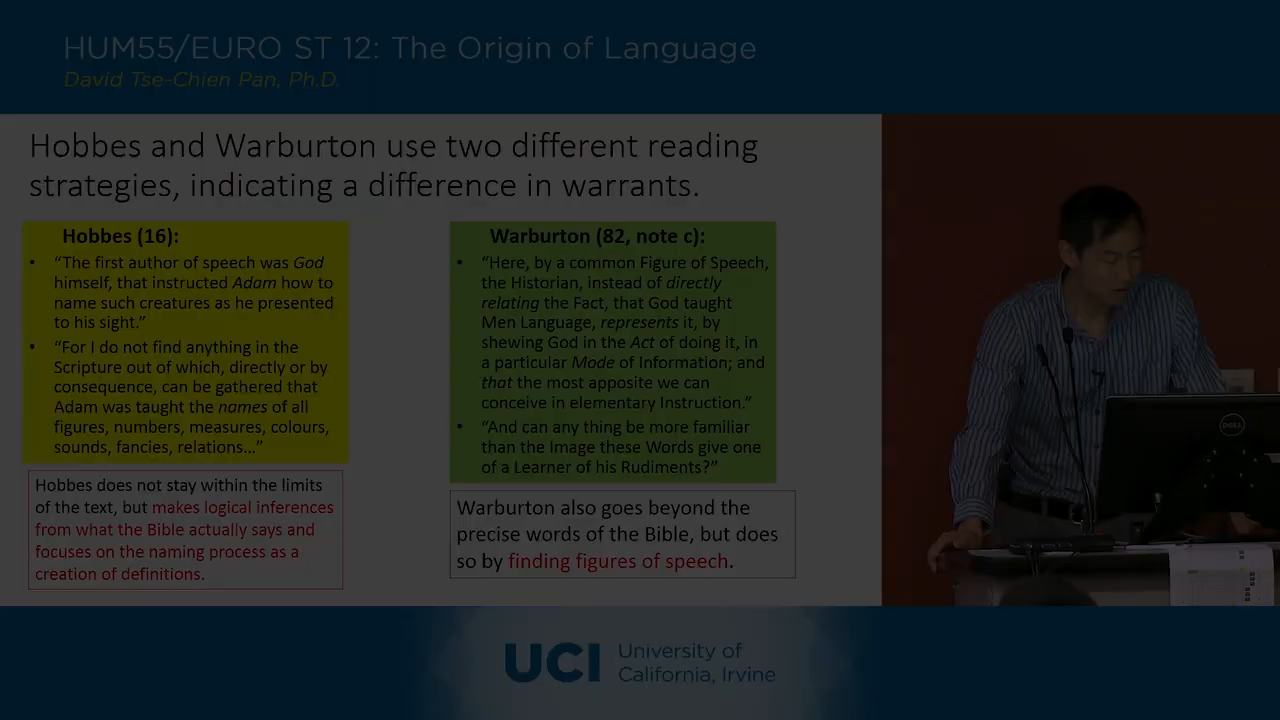 HUM55/EURO ST 12: The Origin of Language
David Tse-Chien Pan, Ph.D.
Hobbes and Warburton use two different reading
strategies, indicating a difference in warrants.
Hobbes (16):
• “The first author of speech was God
himself, that instructed Adam how to
name such creatures as he presented
to his sight.”
• “For I do not find anything in the
Scripture out of which, directly or by
consequence, can be gathered that
Adam was taught the names of all
figures, numbers, measures, colours,
sounds, fancies, relations…”
Hobbes does not stay within the limits
of the text, but makes logical inferences
from what the Bible actually says and
focuses on the naming process as a
creation of definitions.
Warburton (82, note c):
• “Here, by a common Figure of Speech,
the Historian, instead of directly
relating the Fact, that God taught
Men Language, represents it, by
shewing God in the Act of doing it, in
a particular Mode of Information; and
that the most apposite we can
conceive in elementary Instruction.”
• “And can any thing be more familiar
than the Image these Words give one
of a Learner of his Rudiments?”
Warburton also goes beyond the
precise words of the Bible, but does
so by finding figures of speech.
DELL
UCI University of
California, Irvine